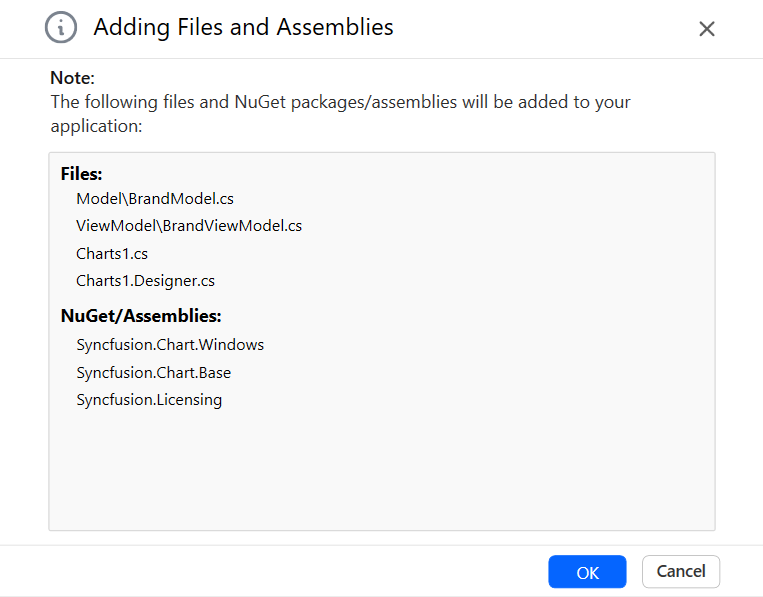 Adding Files and Assemblies
Note:
The following files and NuGet packages/assemblies will be added to your
application:
Files:
Model\BrandModel.cs
ViewModel\BrandViewModel.cs
Charts1.cs
Charts1.Designer.cs
NuGet/Assemblies:
Syncfusion.Chart.Windows
Syncfusion.Chart.Base
Syncfusion.Licensing
OK
Cancel